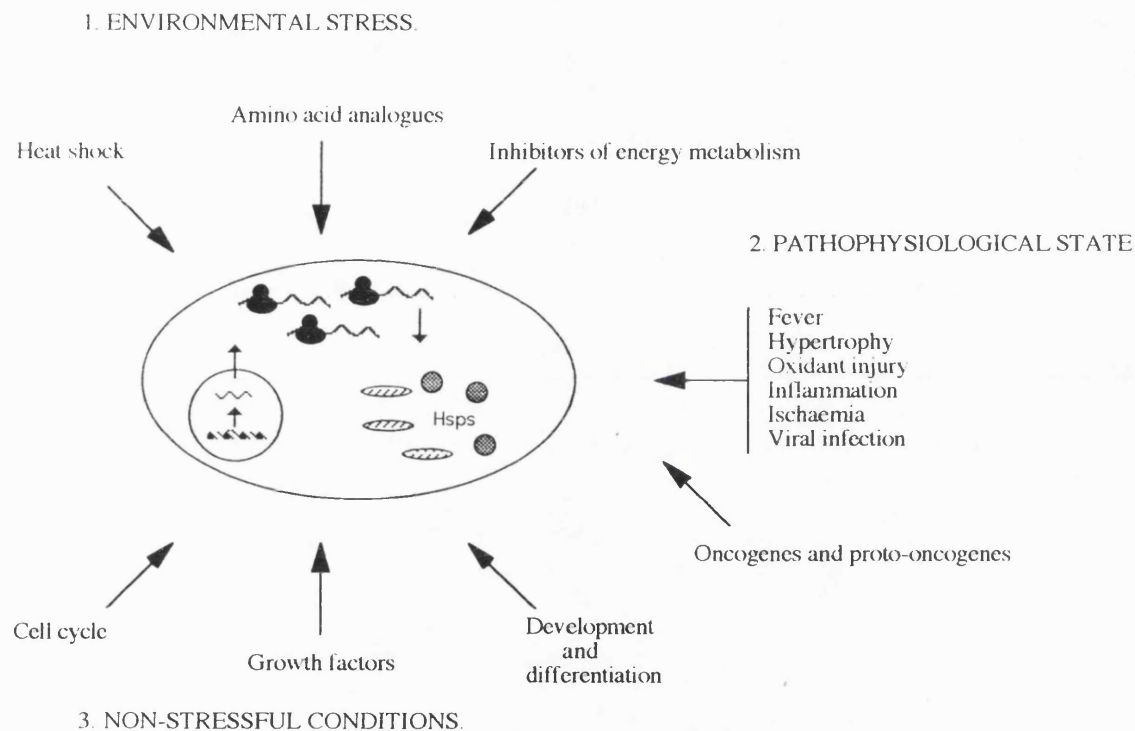 1. ENVIRONMENTAL STRESS.
Amino acid analogues
Heat shock
Inhibitors of energy metabolism
2. PATHOPHYSIOLOGICAL STATE
Fever
Hypertrophy
Oxidant injury
Inflammation
Ischaemia
Viral infection
Hsps
Oncogenes and proto-oncogenes
Cell cycle
Growth factors
Development
and
differentiation
3. NON-STRESSFUL CONDITIONS.